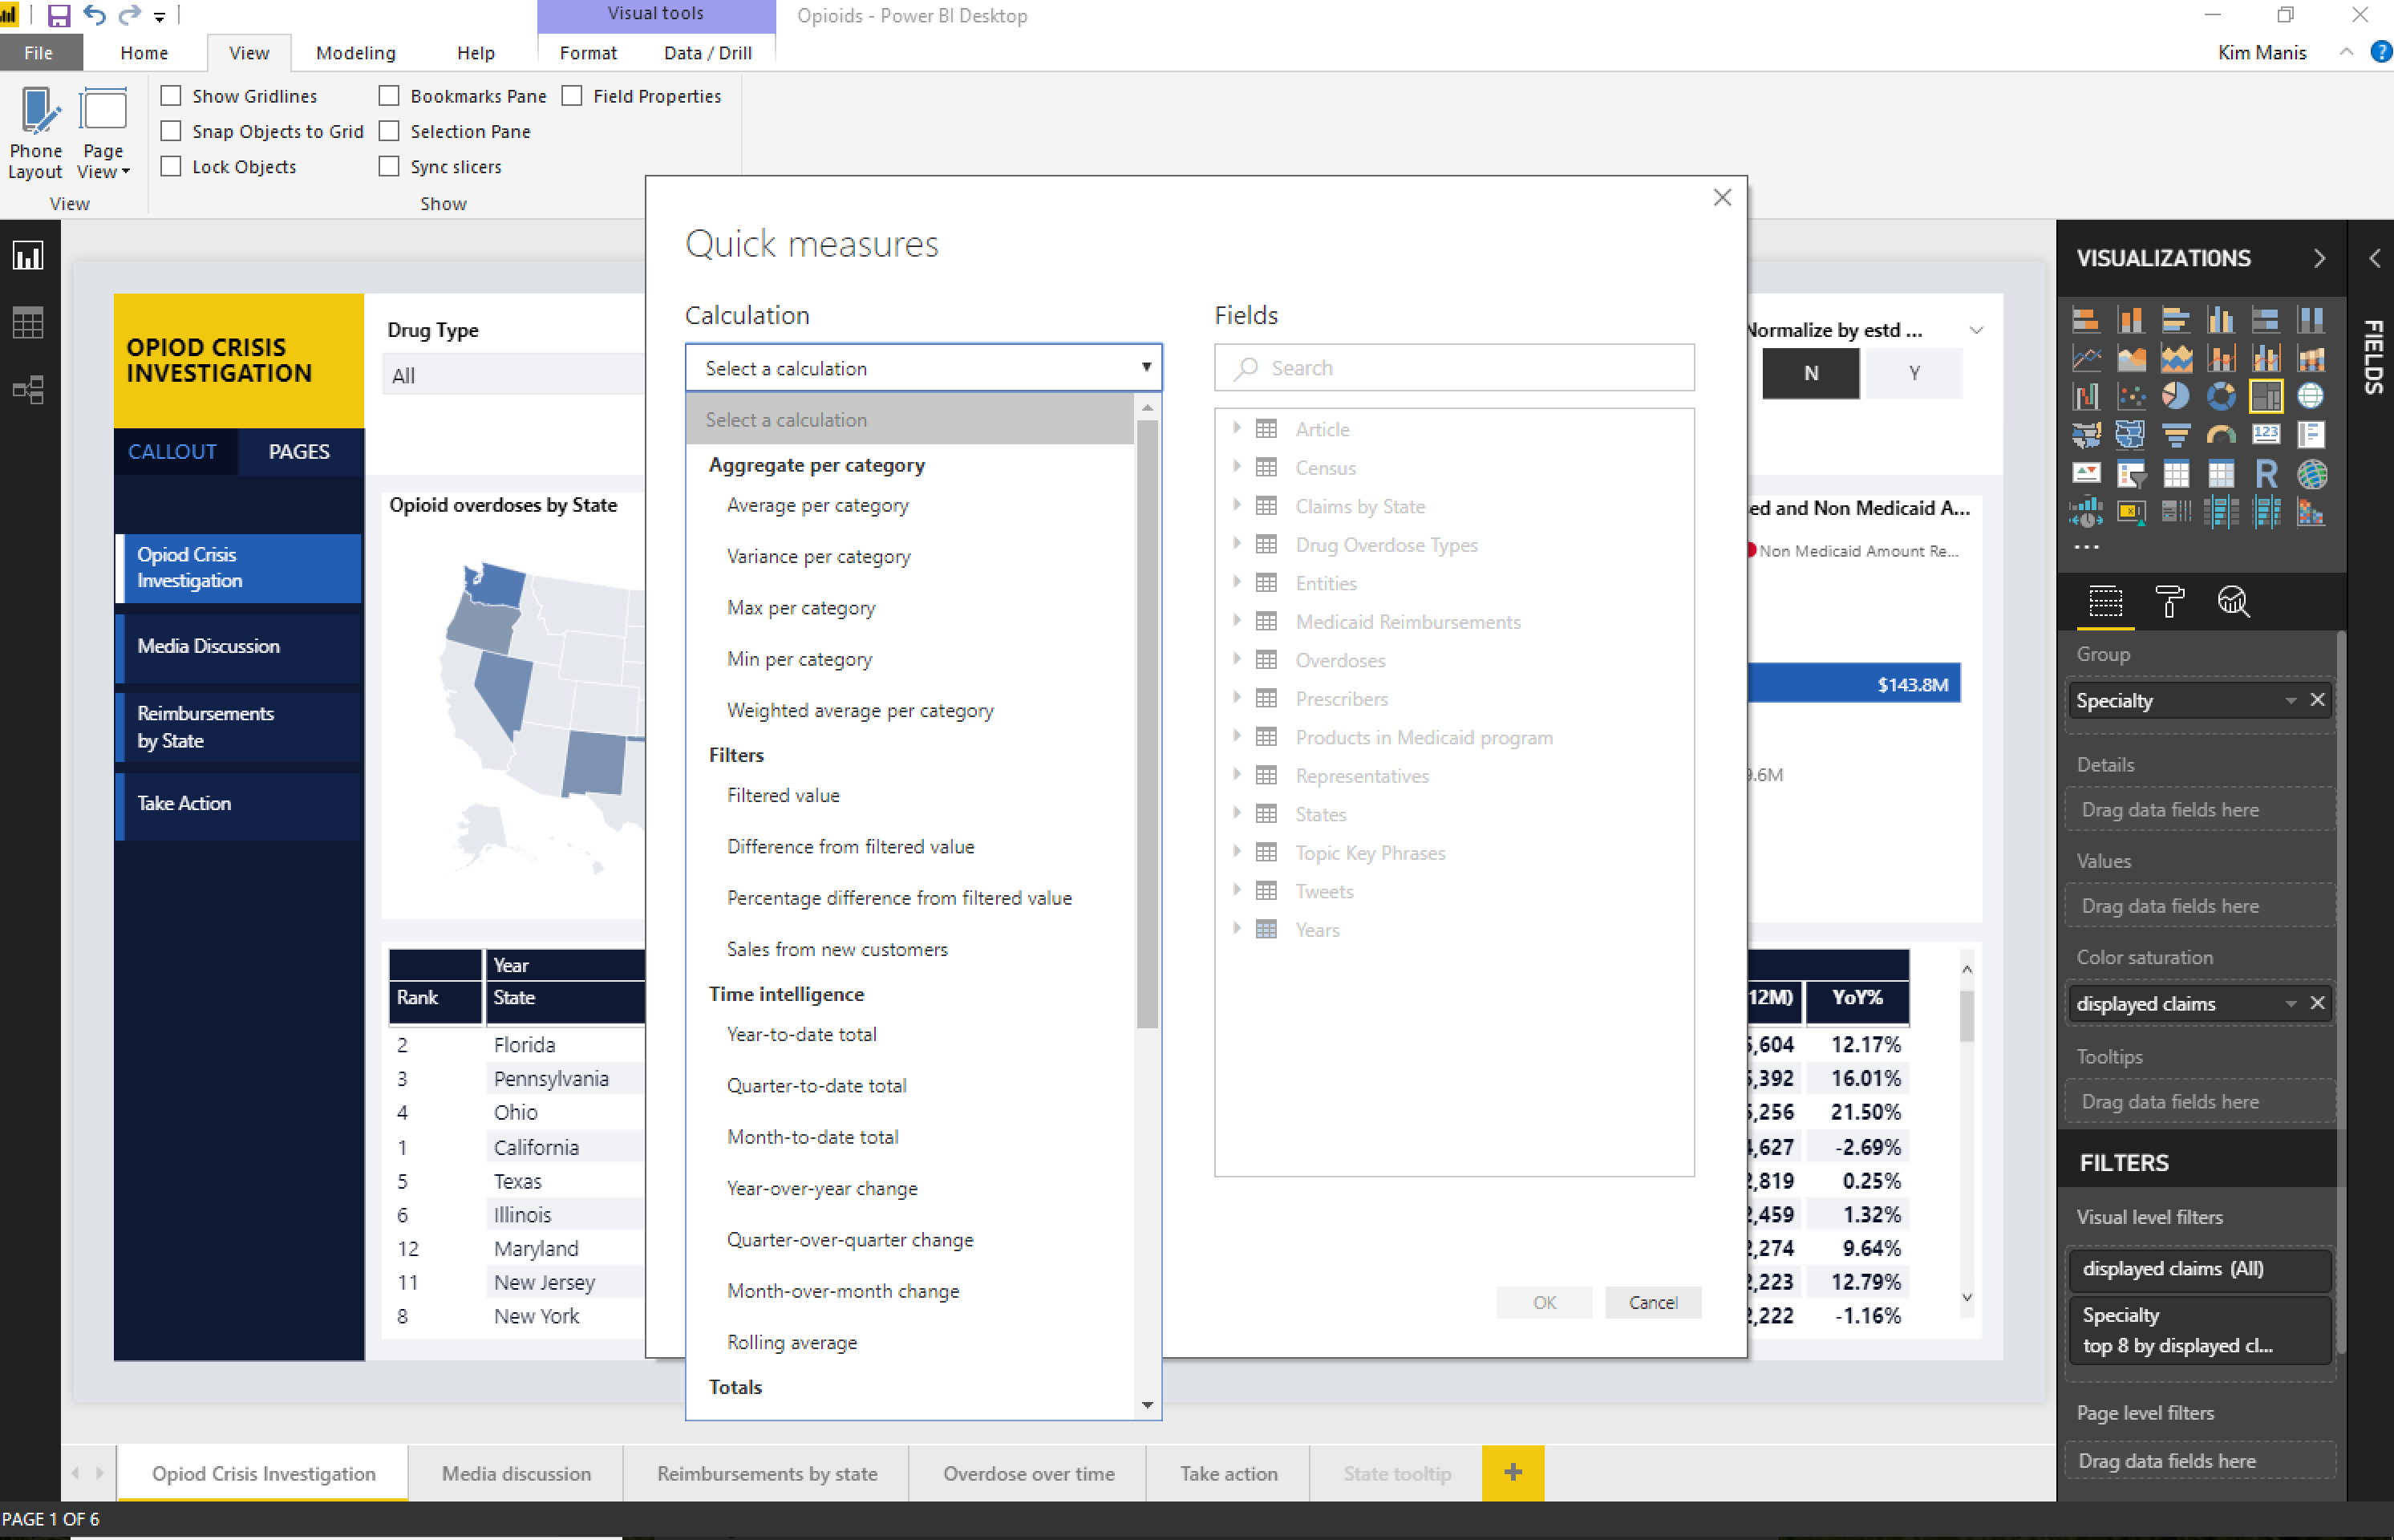 Visual tools
Opioids - Power BI Desktop
File
Home
View
Modeling
Help
Format
Data / Drill
Kim Manis
?
Phone
Layout
Page
View
View
Show Gridlines
Snap Objects to Grid
Lock Objects
Bookmarks Pane
Selection Pane
Sync slicers
Field Properties
Show
OPIOD CRISIS
INVESTIGATION
CALLOUT
PAGES
Opiod Crisis
Investigation
Media Discussion
Reimbursements
by State
Take Action
Drug Type
All
Opioid overdoses by State
Year
Rank
State
2
Florida
3
Pennsylvania
4
Ohio
1
California
5
Texas
6
Illinois
12
Maryland
11
New Jersey
8
New York
Quick measures
Calculation
Select a calculation
Select a calculation
Aggregate per category
Average per category
Variance per category
Max per category
Min per category
Weighted average per category
Filters
Filtered value
Difference from filtered value
Percentage difference from filtered value
Sales from new customers
Time intelligence
Year-to-date total
Quarter-to-date total
Month-to-date total
Year-over-year change
Quarter-over-quarter change
Month-over-month change
Rolling average
Totals
Fields
Search
Article
Census
Claims by State
Drug Overdose Types
Entities
Medicaid Reimbursements
Overdoses
Prescribers
Products in Medicaid program
Representatives
States
Topic Key Phrases
Tweets
Years
OK
Cancel
Normalize by estd ...
N
Y
ed and Non Medicaid A...
Non Medicaid Amount Re...
$143.8M
9.6M
12M)
YoY%
5,604
12.17%
5,392
16.01%
5,256
21.50%
4,627
-2.69%
2,819
0.25%
2,459
1.32%
2,274
9.64%
2,223
12.79%
2,222
-1.16%
VISUALIZATIONS
FIELDS
123
R
...
Group
Specialty
Details
Drag data fields here
Values
Drag data fields here
Color saturation
displayed claims
Tooltips
Drag data fields here
FILTERS
Visual level filters
displayed claims (All)
Specialty
top 8 by displayed cl...
Page level filters
Drag data fields here
Opiod Crisis Investigation
Media discussion
Reimbursements by state
Overdose over time
Take action
State tooltip
+
PAGE 1 OF 6